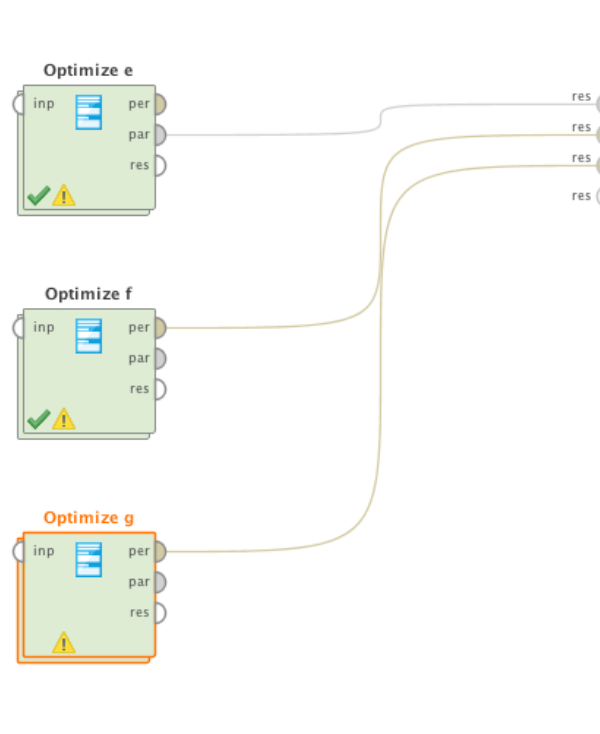 Optimize e
inp
per
par
res
res
res
res
res
Optimize f
inp
per
par
res
Optimize g
inp
per
par
res